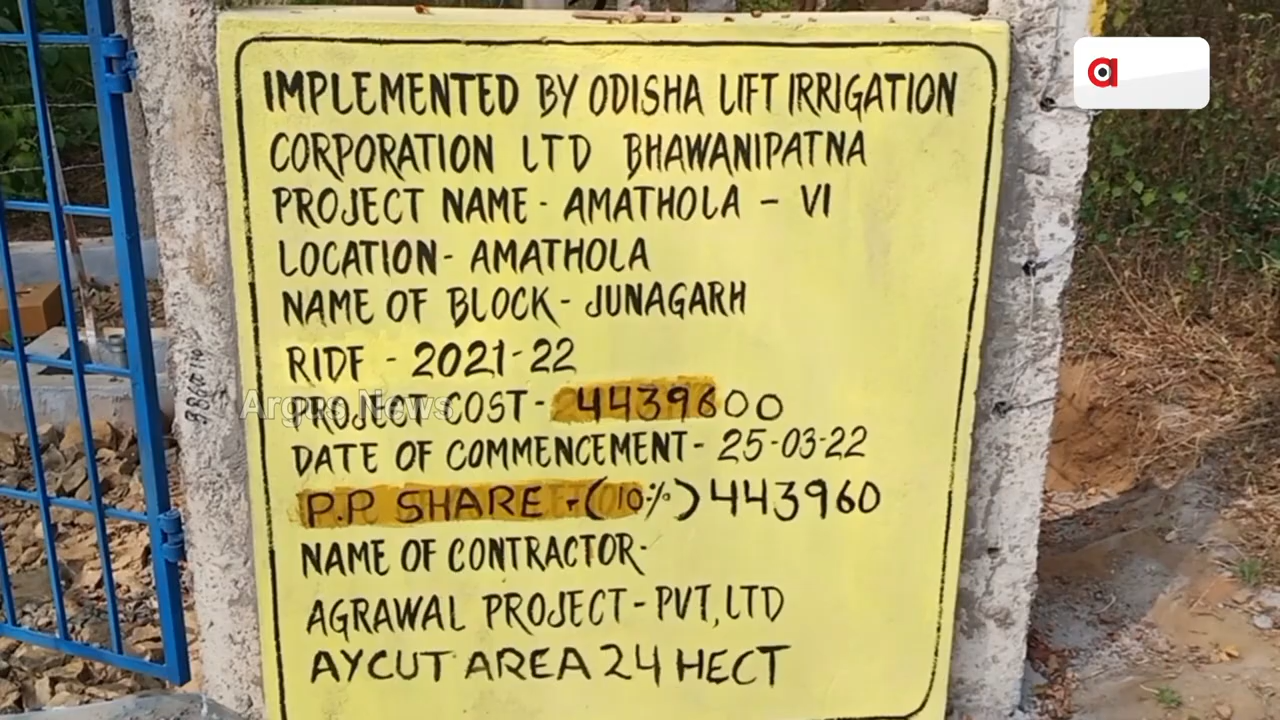 a
IMPLEMENTED BY ODISHA LIFT IRRIGATION
CORPORATION LTD BHAWANIPATNA
PROJECT NAME - AMATHOLA - VI
LOCATION - AMATHOLA
NAME OF BLOCK - JUNAGARH
RIDF - 2021-22
PROJECT COST - 4439600
Argus News
DATE OF COMMENCEMENT - 25-03-22
P.P. SHARE - (10%) 443960
NAME OF CONTRACTOR-
AGRAWAL PROJECT - PVT, LTD
AYCUT AREA 24 HECT